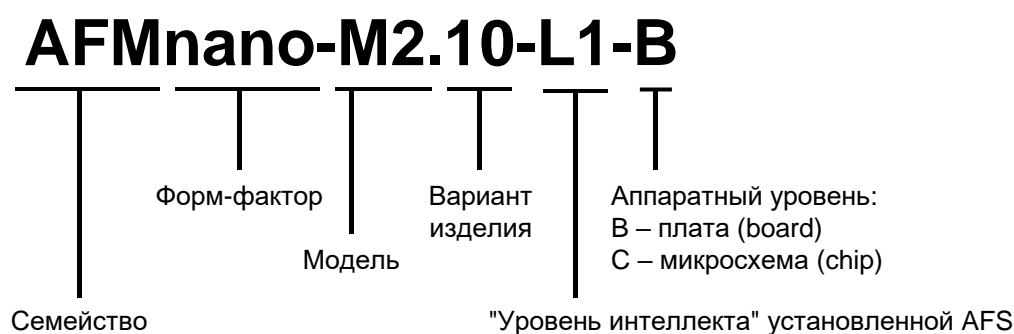 AFMnano-M2.10-L1-B
Форм-фактор
Вариант
изделия
Аппаратный уровень:
B – плата (board)
C – микросхема (chip)
Модель
Семейство
"Уровень интеллекта" установленной AFS